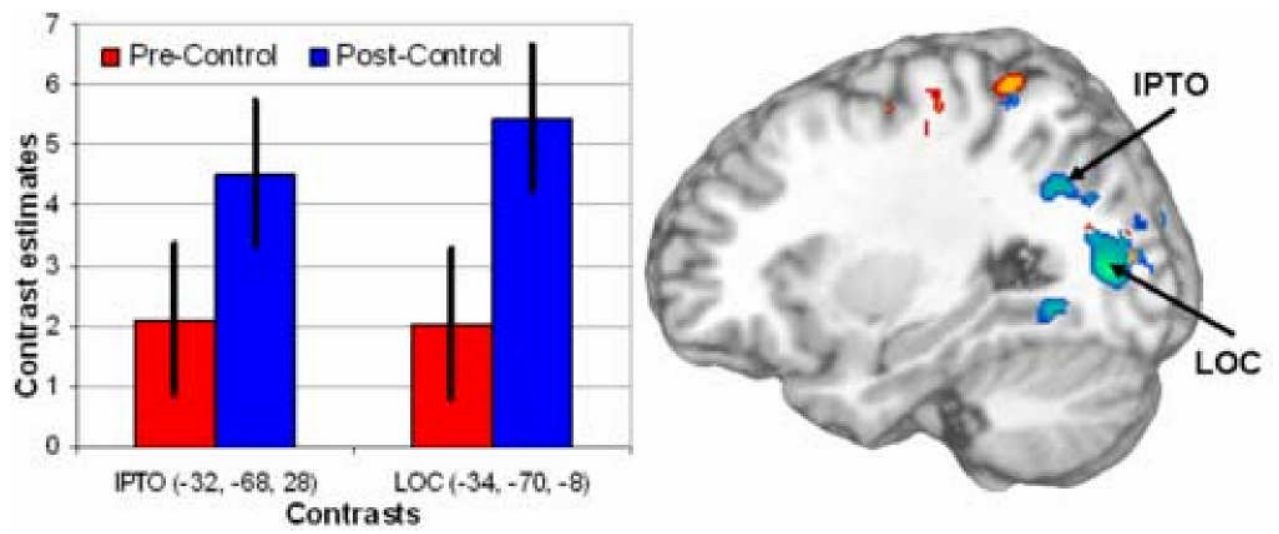 7
Pre-Control Post-Control
6
5
4
3
2
1
0
Contrast estimates
IPTO (-32, -68, 28) LOC (-34, -70, -8)
Contrasts
IPTO
LOC